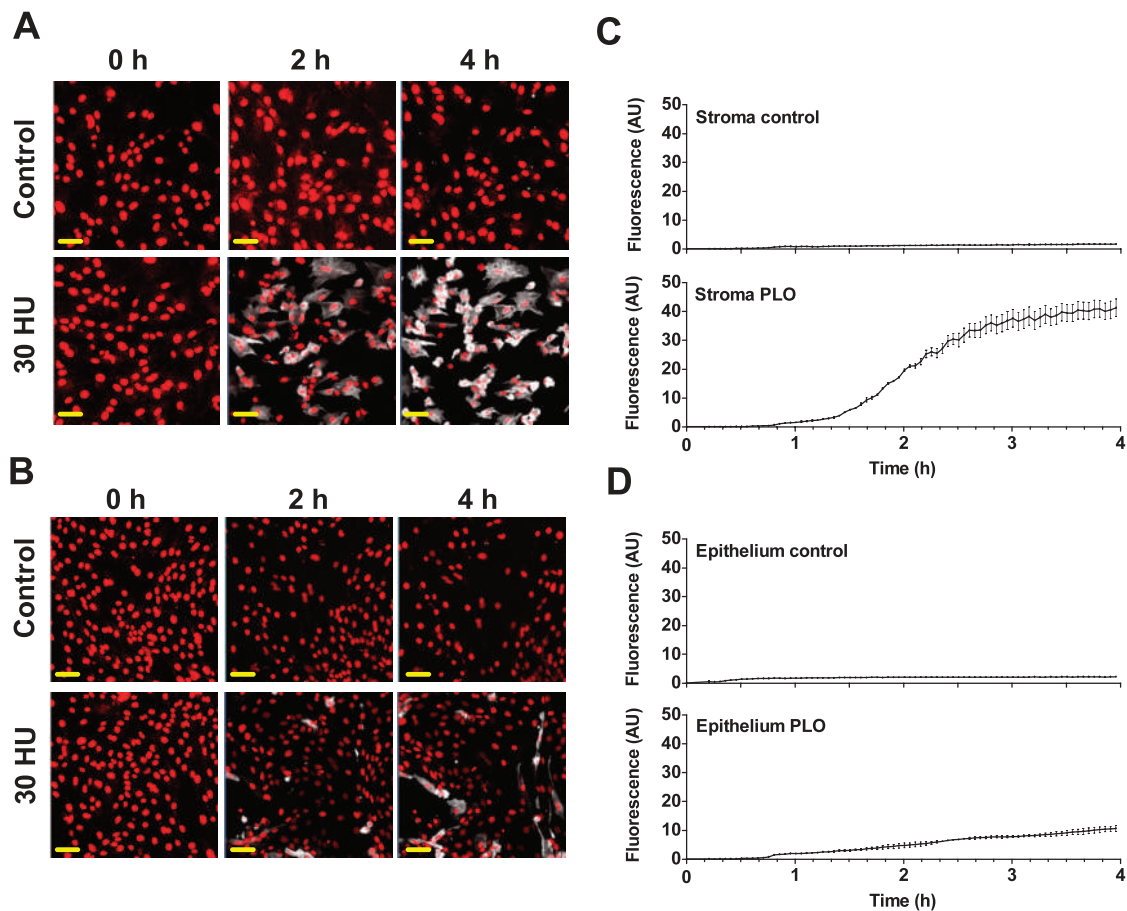 A
0 h 2 h 4 h
Control
30 HU
B
0 h 2 h 4 h
Control
30 HU
C
Fluorescence (AU)
50
40
30
20
10
0
Stroma control
Fluorescence (AU)
50
40
30
20
10
0
Stroma PLO
0 1 2 3 4
Time (h)
D
Fluorescence (AU)
50
40
30
20
10
0
Epithelium control
Fluorescence (AU)
50
40
30
20
10
0
Epithelium PLO
0 1 2 3 4
Time (h)